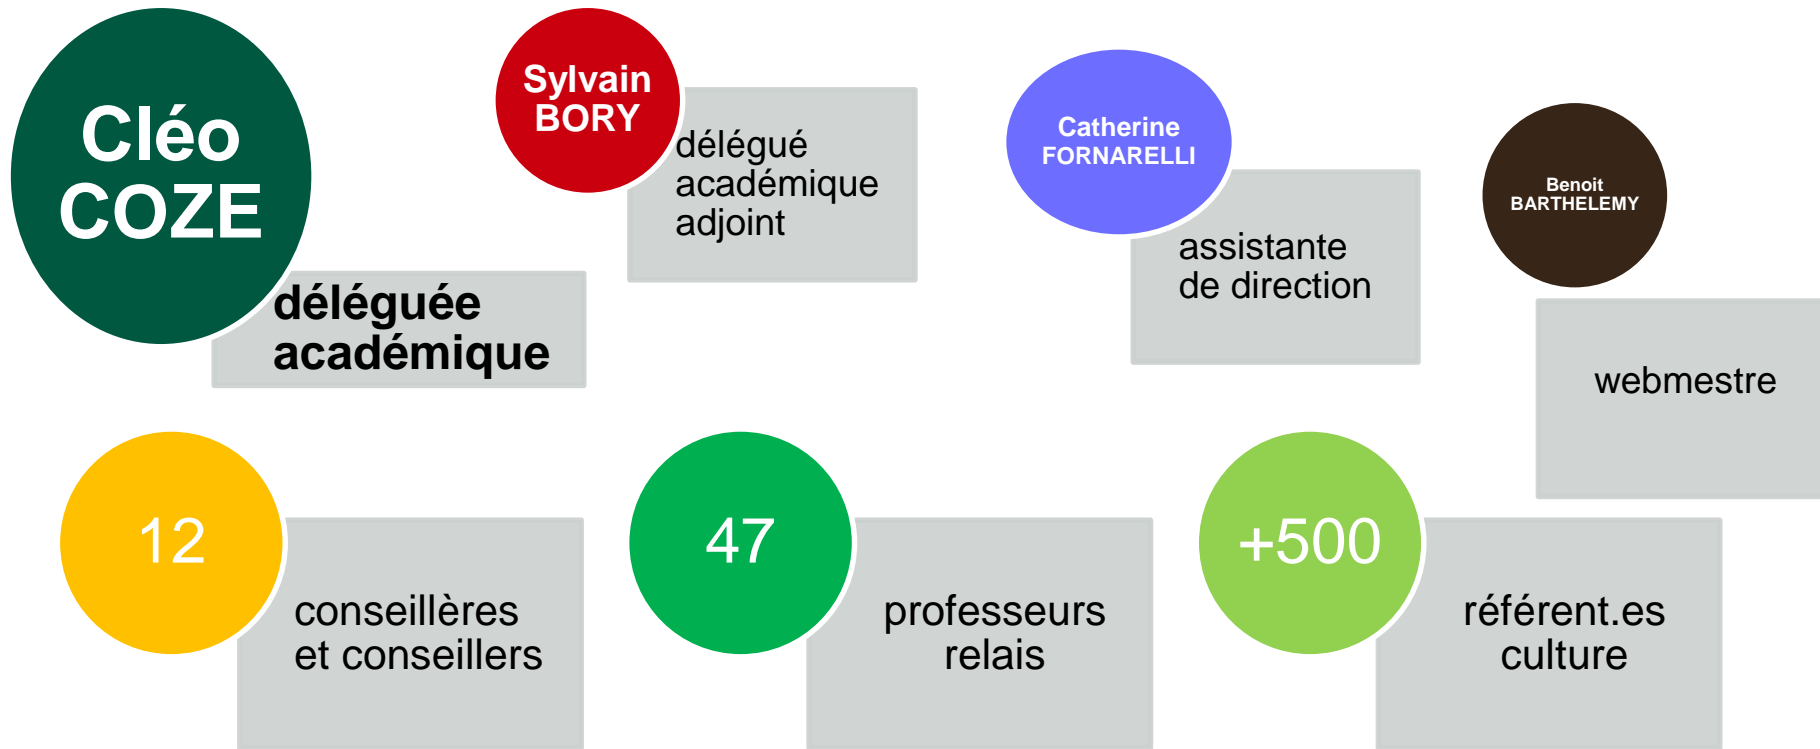 Cléo
COZE
déléguée
académique
Sylvain
BORY
délégué
académique
adjoint
Catherine
FORNARELLI
assistante
de direction
Benoit
BARTHELEMY
webmestre
12
conseillères
et conseillers
47
professeurs
relais
+500
référent.es
culture